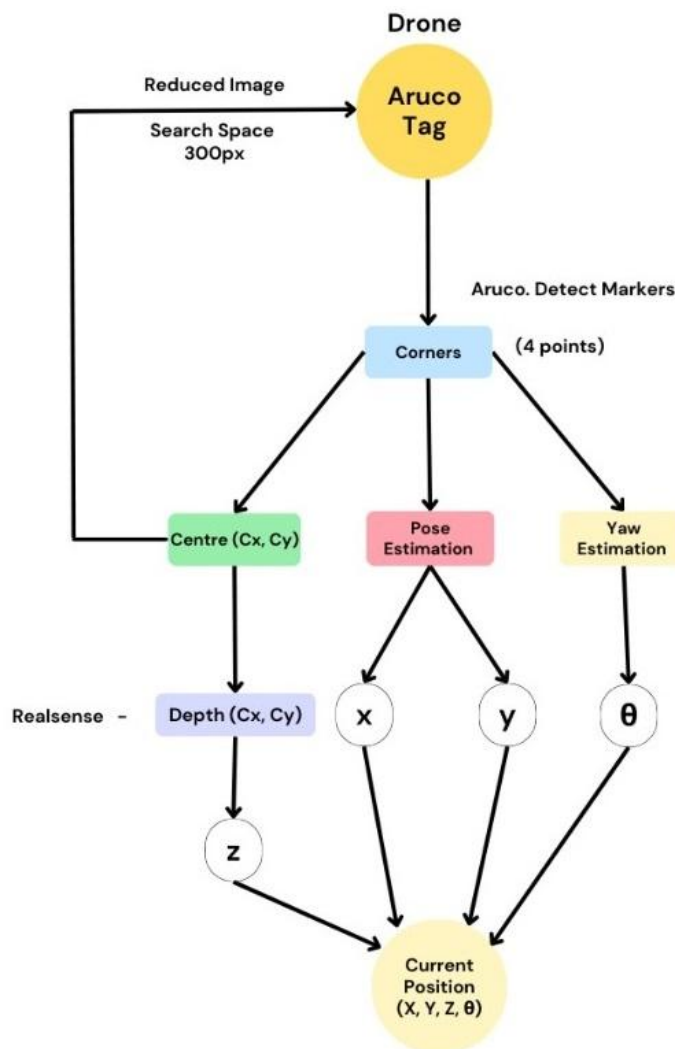 Drone
Reduced Image
Aruco
Tag
Search Space
300px
Aruco. Detect Markers
Corners
(4 points)
Centre (Cx, Cy)
Pose
Estimation
Yaw
Estimation
Realsense -
Depth (Cx, Cy)
x
y
θ
z
Current
Position
(X, Y, Z, θ)